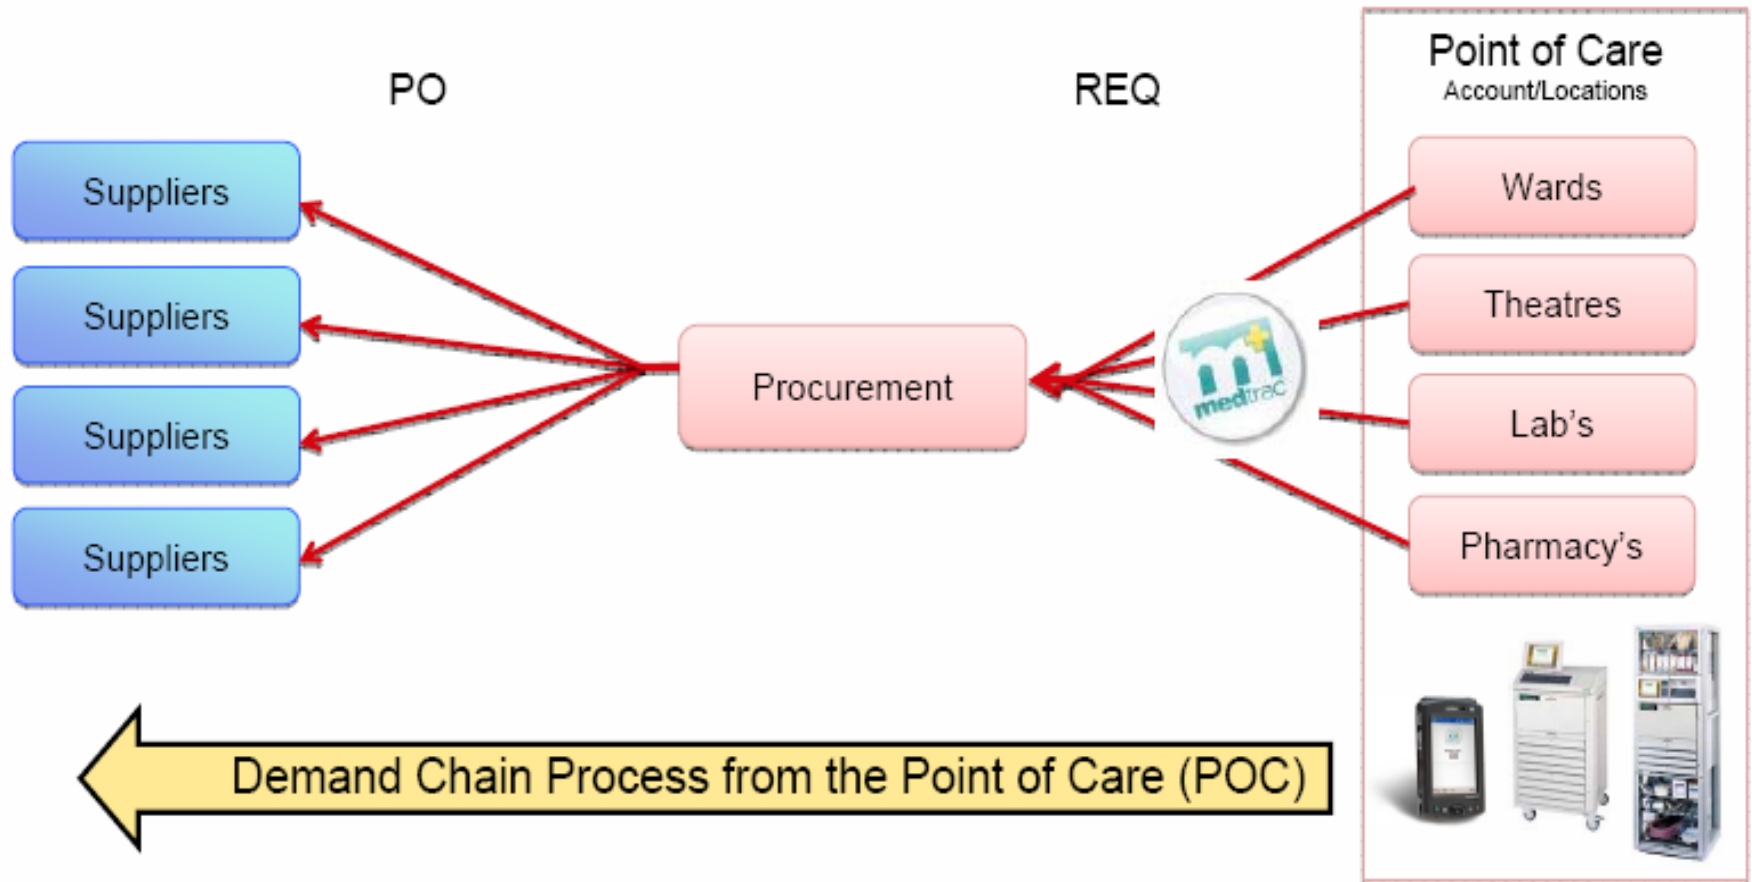 PO
REQ
Point of Care
Account/Locations
Suppliers
Suppliers
Suppliers
Suppliers
Procurement
medtrac
Wards
Theatres
Lab's
Pharmacy's
Demand Chain Process from the Point of Care (POC)